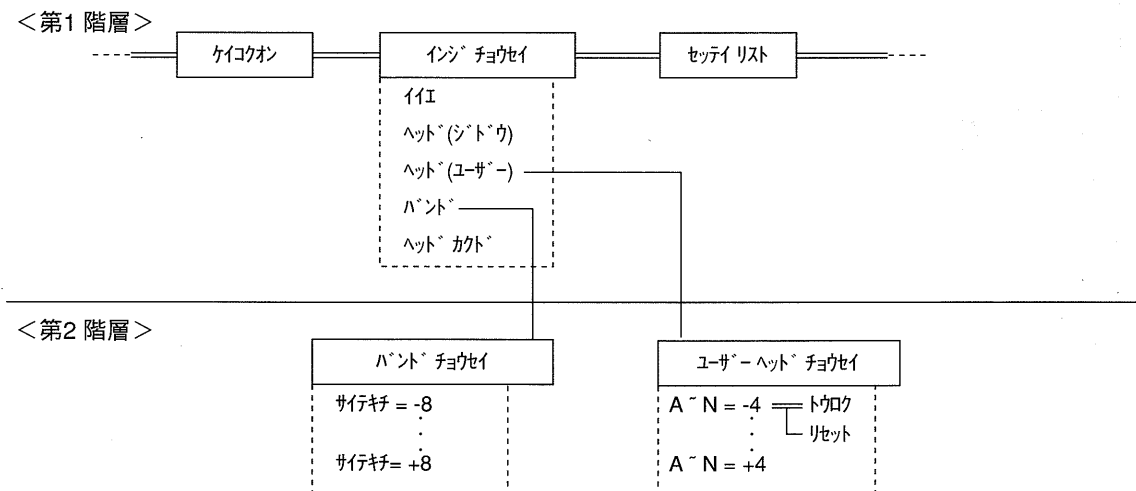 ＜第1 階層＞
ｹｲｺｸｵﾝ
ｲﾝｼﾞ ﾁｮｳｾｲ
ｾｯﾃｲ ﾘｽﾄ
ｲｲｴ
ﾍｯﾄﾞ(ｼﾞﾄﾞｳ)
ﾍｯﾄﾞ(ﾕｰｻﾞｰ)
ﾊﾞﾝﾄﾞ
ﾍｯﾄﾞ ｶｸﾄﾞ
＜第2 階層＞
ﾊﾞﾝﾄﾞ ﾁｮｳｾｲ
ｻｲﾃｷﾁ = -8
ｻｲﾃｷﾁ= +8
ﾕｰｻﾞｰ ﾍｯﾄﾞ ﾁｮｳｾｲ
A ~ N = -4 ﾄｳﾛｸ
ﾘｾｯﾄ
A ~ N = +4